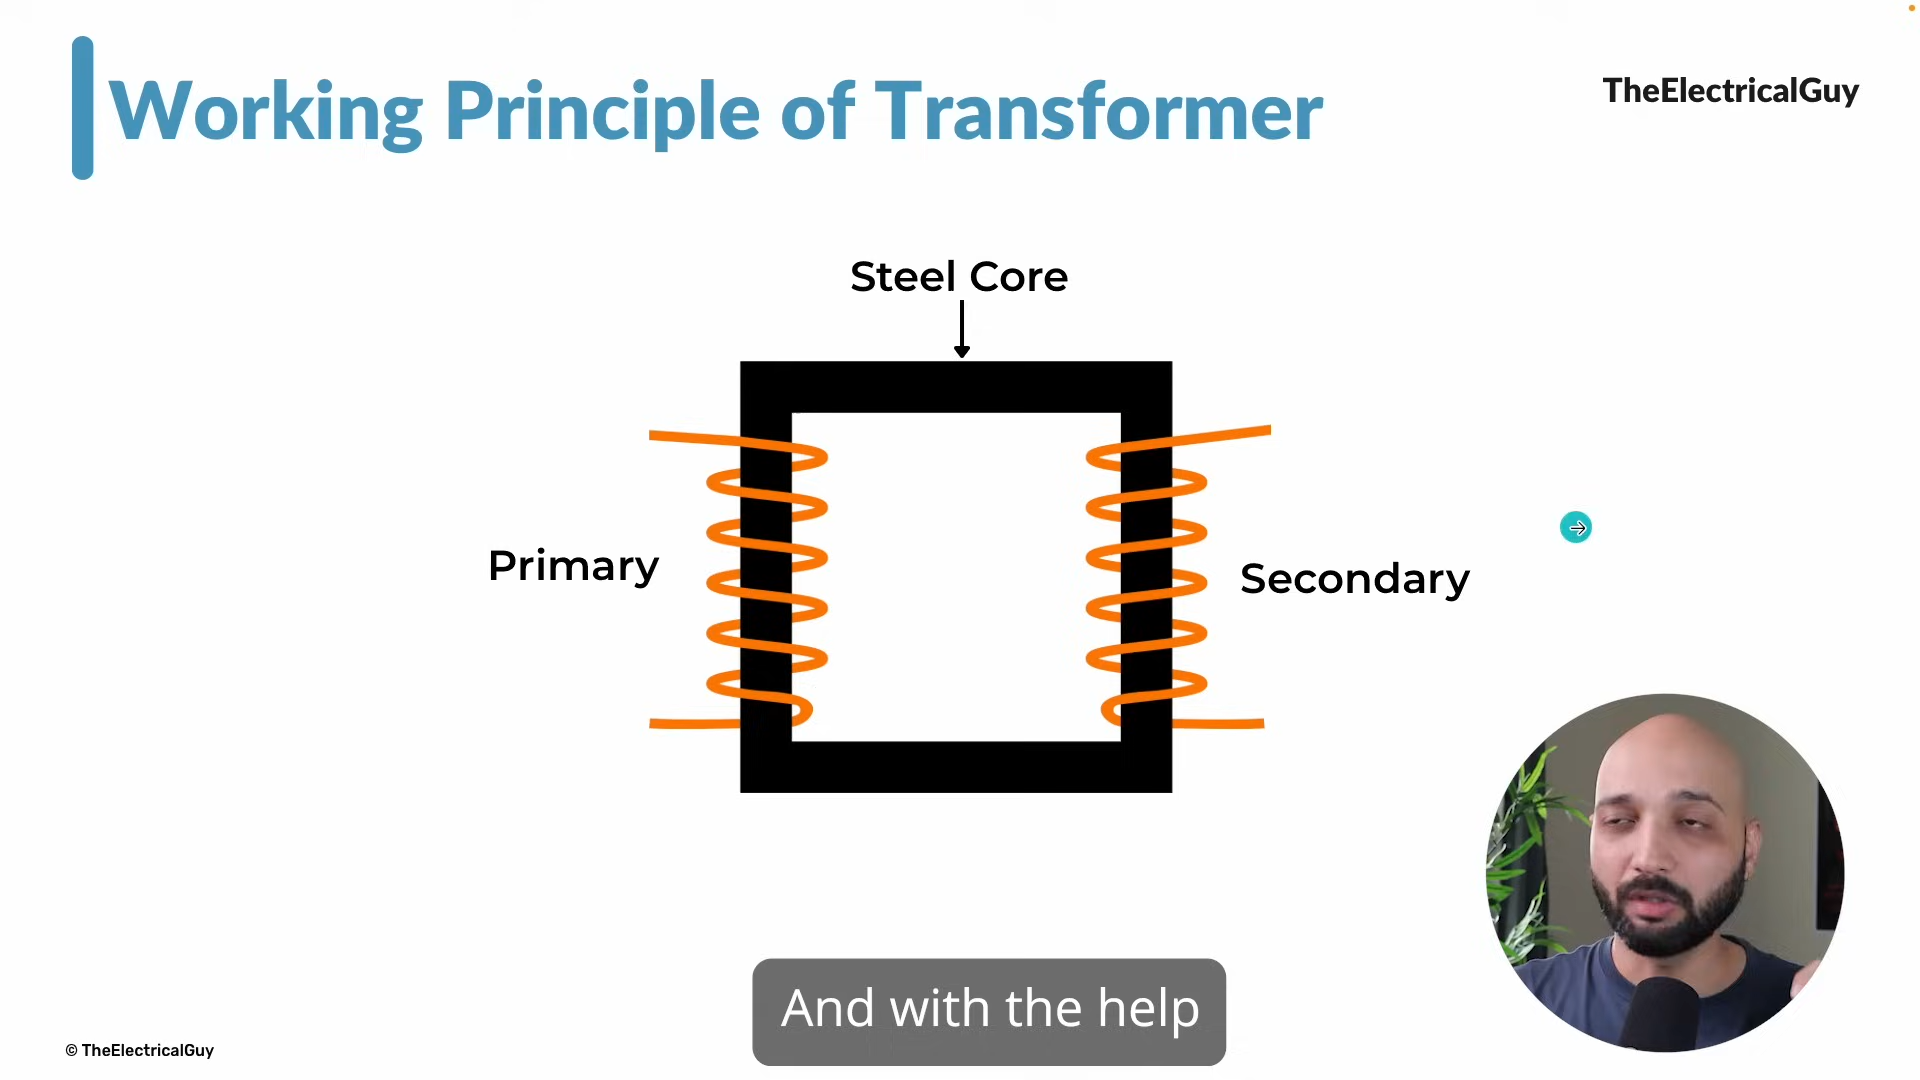 Working Principle of Transformer
TheElectricalGuy
Steel Core
Primary
Secondary
And with the help
© TheElectricalGuy